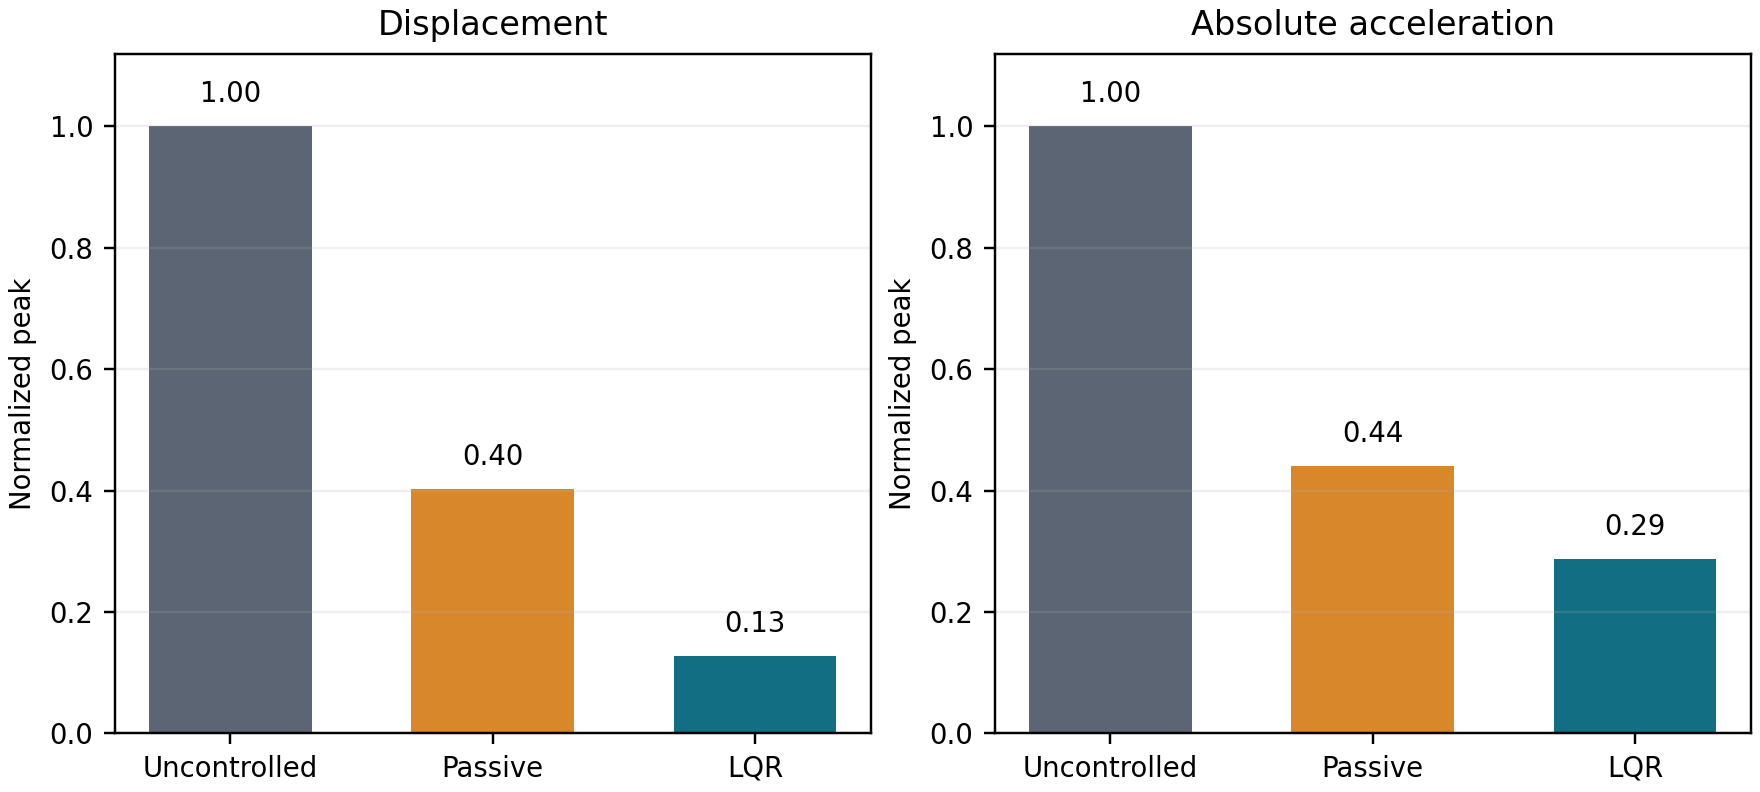 Displacement
Normalized peak
1.0
0.8
0.6
0.4
0.2
0.0
1.00
0.40
0.13
Uncontrolled
Passive
LQR
Absolute acceleration
Normalized peak
1.0
0.8
0.6
0.4
0.2
0.0
1.00
0.44
0.29
Uncontrolled
Passive
LQR